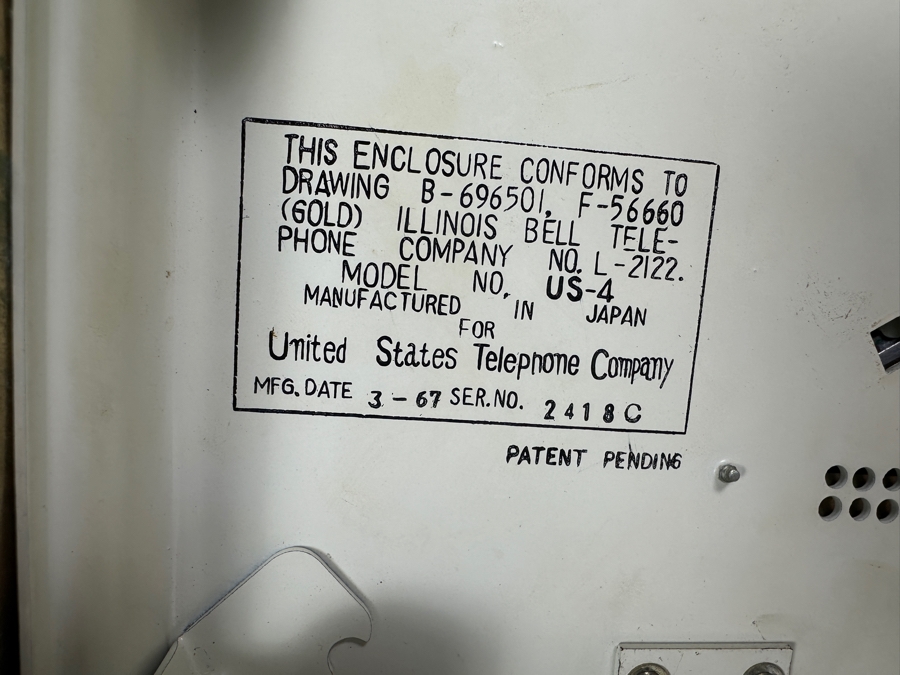 THIS ENCLOSURE CONFORMS TO
DRAWING B-696501, F-56660
(GOLD) ILLINOIS BELL TELE-
PHONE COMPANY NO. L-2122.
MODEL NO. US-4
MANUFACTURED IN JAPAN
FOR
United States Telephone Company
MFG. DATE 3-67 SER. NO. 2418C
PATENT PENDING